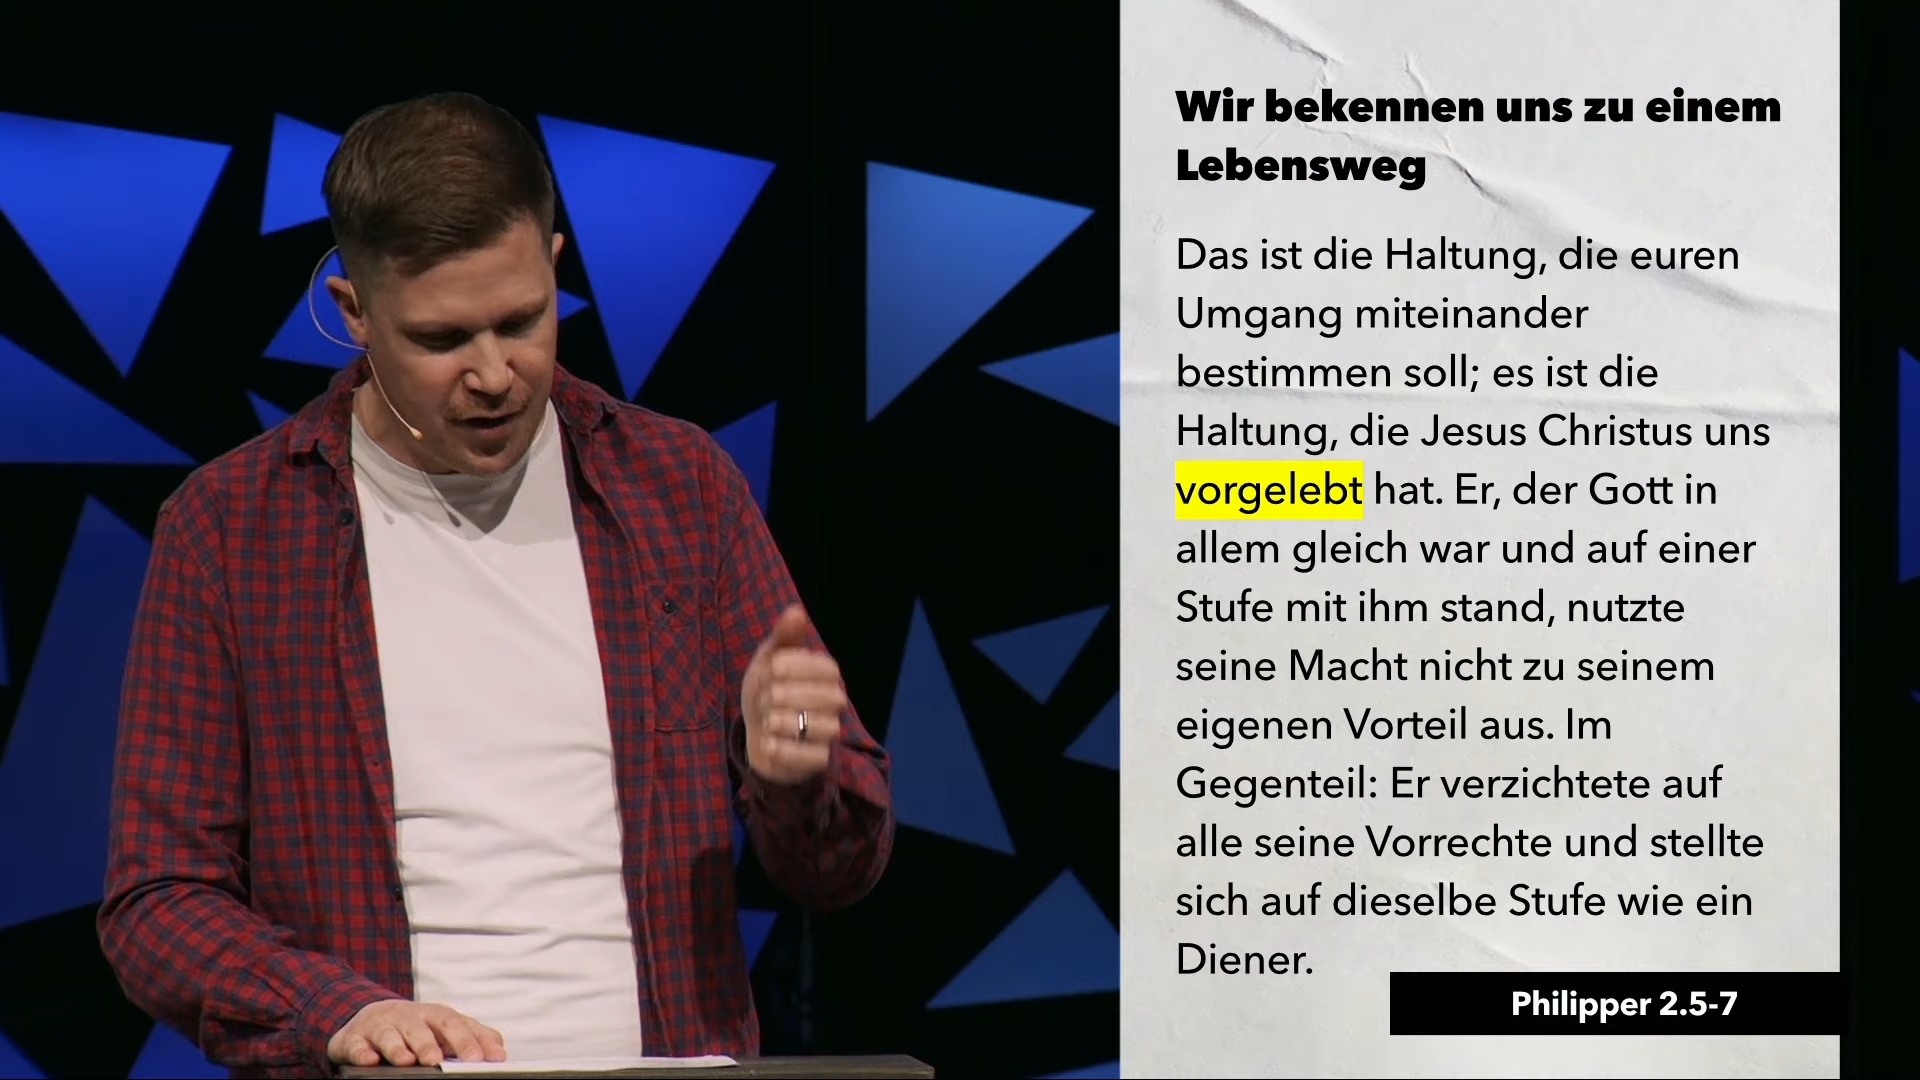 Wir bekennen uns zu einem
Lebensweg
Das ist die Haltung, die euren
Umgang miteinander
bestimmen soll; es ist die
Haltung, die Jesus Christus uns
vorgelebt hat. Er, der Gott in
allem gleich war und auf einer
Stufe mit ihm stand, nutzte
seine Macht nicht zu seinem
eigenen Vorteil aus. Im
Gegenteil: Er verzichtete auf
alle seine Vorrechte und stellte
sich auf dieselbe Stufe wie ein
Diener.
Philipper 2.5-7